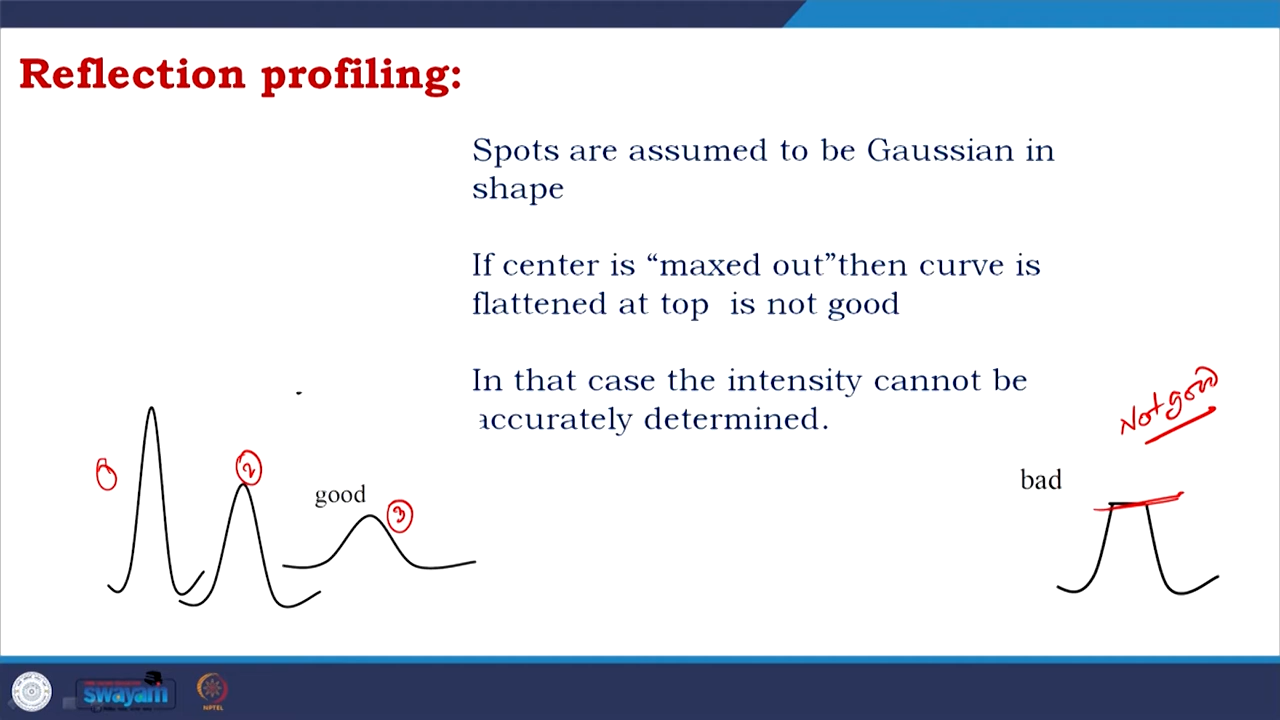 Reflection profiling:
Spots are assumed to be Gaussian in
shape
If center is “maxed out”then curve is
flattened at top is not good
In that case the intensity cannot be
accurately determined.
Not good
2
good
3
bad
swayam
NPTEL